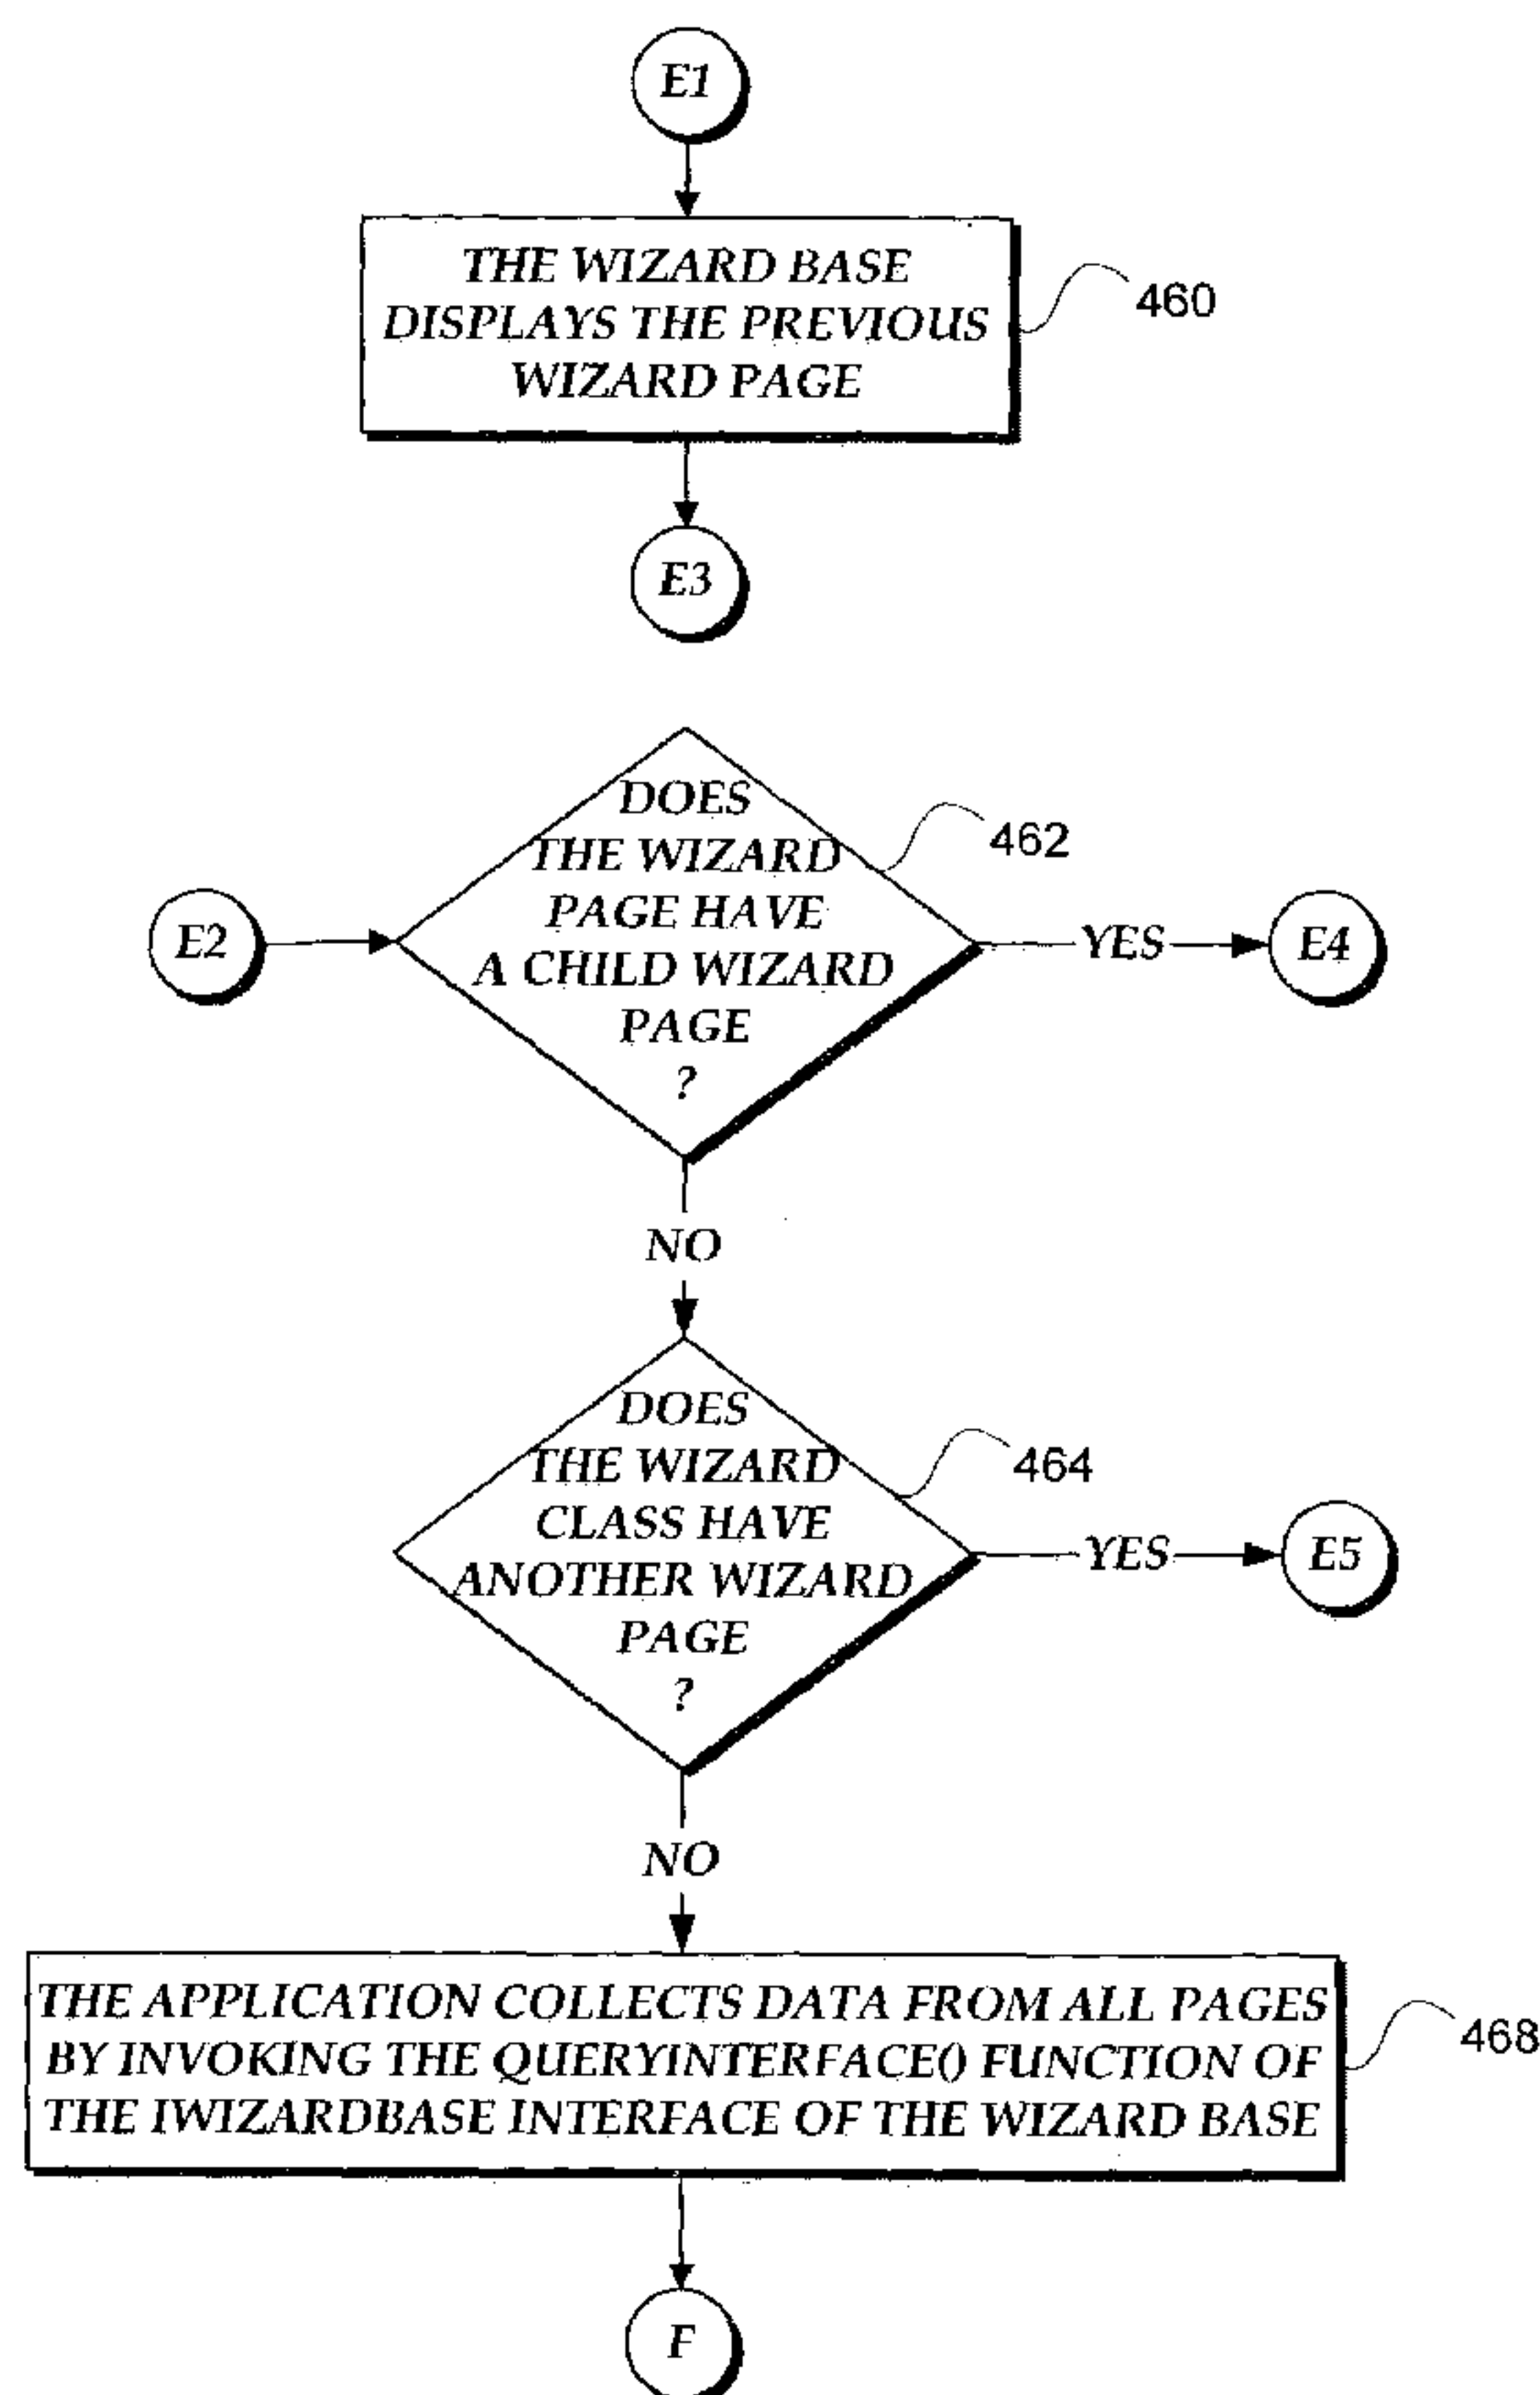 E1
THE WIZARD BASE
DISPLAYS THE PREVIOUS
WIZARD PAGE
460
E3
DOES
THE WIZARD
PAGE HAVE
A CHILD WIZARD
PAGE
?
462
E2
YES
E4
NO
DOES
THE WIZARD
CLASS HAVE
ANOTHER WIZARD
PAGE
?
464
YES
E5
NO
THE APPLICATION COLLECTS DATA FROM ALL PAGES
BY INVOKING THE QUERYINTERFACE() FUNCTION OF
THE IWIZARDBASE INTERFACE OF THE WIZARD BASE
468
F